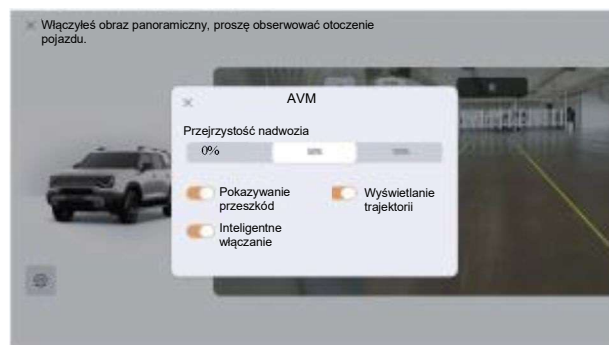 Włączyłeś obraz panoramiczny, proszę obserwować otoczenie
pojazdu.
AVM
Przejrzystość nadwozia
0%
Pokazywanie
przeszkód
Wyświetlanie
trajektorii
Inteligentne
włączanie